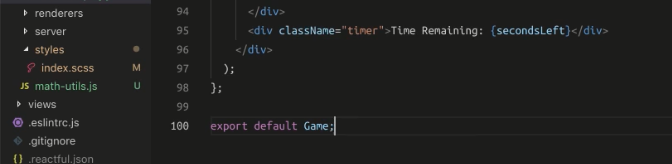 renderers
server
styles
index.scss M
JS math-utils.js U
views
.eslintrc.js
.gitignore
{} .reactful.json
94 </div>
95 <div className="timer">Time Remaining: {secondsLeft}</div>
96 </div>
97 );
98 };
99
100 export default Game;